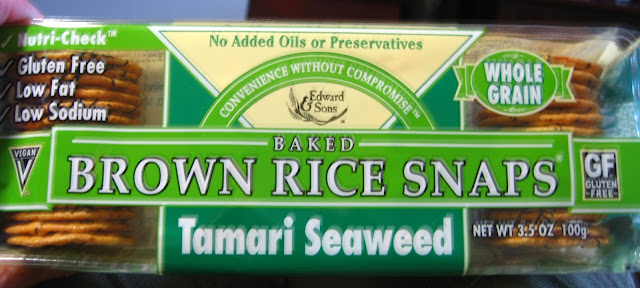 ✓ Nutri-Check™
✓ Gluten Free
✓ Low Fat
✓ Low Sodium
No Added Oils or Preservatives
CONVENIENCE WITHOUT COMPROMISE™
Edward
& Sons™
WHOLE
GRAIN
VEGAN
V
BAKED
BROWN RICE SNAPS®
GF
GLUTEN
-FREE-
Tamari Seaweed
NET WT 3.5 OZ 100g